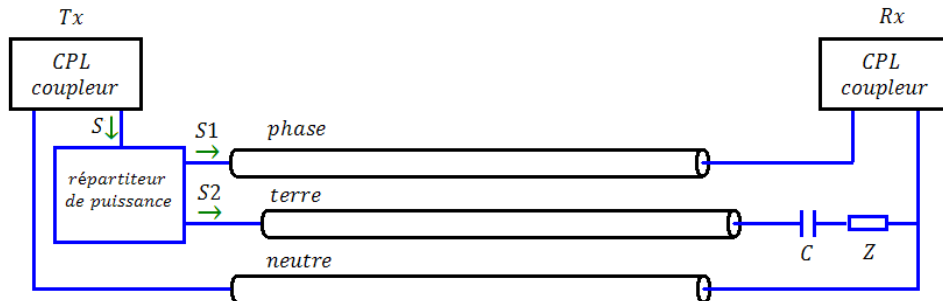 Tx
Rx
CPL
coupleur
CPL
coupleur
S
S1
phase
répartiteur
de puissance
S2
terre
C
Z
neutre